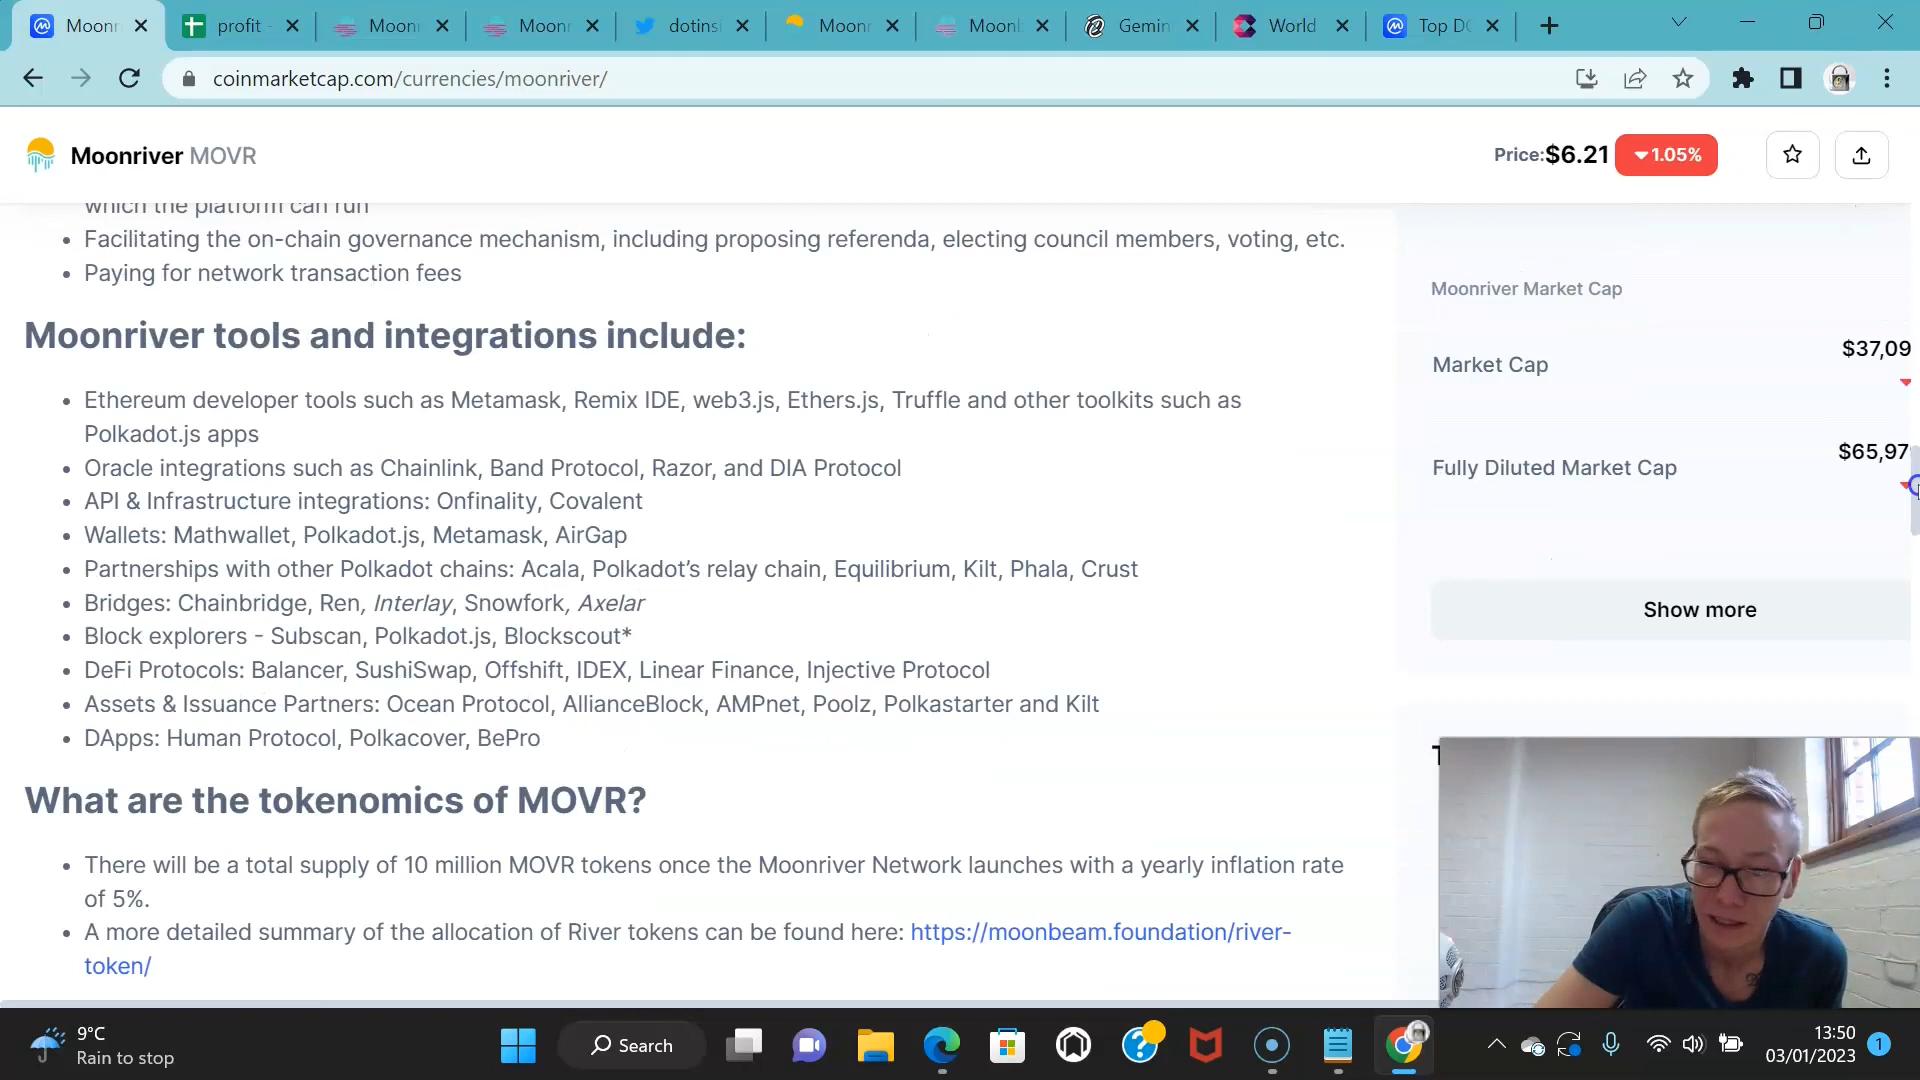 Moonr
profit -
Moonr
Moonr
dotinsi
Moonr
Moonb
Gemin
World
Top DO
coinmarketcap.com/currencies/moonriver/
Moonriver MOVR
Price:$6.21
1.05%
which the platform can run
Facilitating the on-chain governance mechanism, including proposing referenda, electing council members, voting, etc.
Paying for network transaction fees
Moonriver tools and integrations include:
Ethereum developer tools such as Metamask, Remix IDE, web3.js, Ethers.js, Truffle and other toolkits such as
Polkadot.js apps
Oracle integrations such as Chainlink, Band Protocol, Razor, and DIA Protocol
API & Infrastructure integrations: Onfinality, Covalent
Wallets: Mathwallet, Polkadot.js, Metamask, AirGap
Partnerships with other Polkadot chains: Acala, Polkadot’s relay chain, Equilibrium, Kilt, Phala, Crust
Bridges: Chainbridge, Ren, Interlay, Snowfork, Axelar
Block explorers - Subscan, Polkadot.js, Blockscout*
DeFi Protocols: Balancer, SushiSwap, Offshift, IDEX, Linear Finance, Injective Protocol
Assets & Issuance Partners: Ocean Protocol, AllianceBlock, AMPnet, Poolz, Polkastarter and Kilt
DApps: Human Protocol, Polkacover, BePro
What are the tokenomics of MOVR?
There will be a total supply of 10 million MOVR tokens once the Moonriver Network launches with a yearly inflation rate
of 5%.
A more detailed summary of the allocation of River tokens can be found here: https://moonbeam.foundation/river-
token/
Moonriver Market Cap
Market Cap
$37,09
Fully Diluted Market Cap
$65,97
Show more
9°C
Rain to stop
Search
13:50
03/01/2023
1